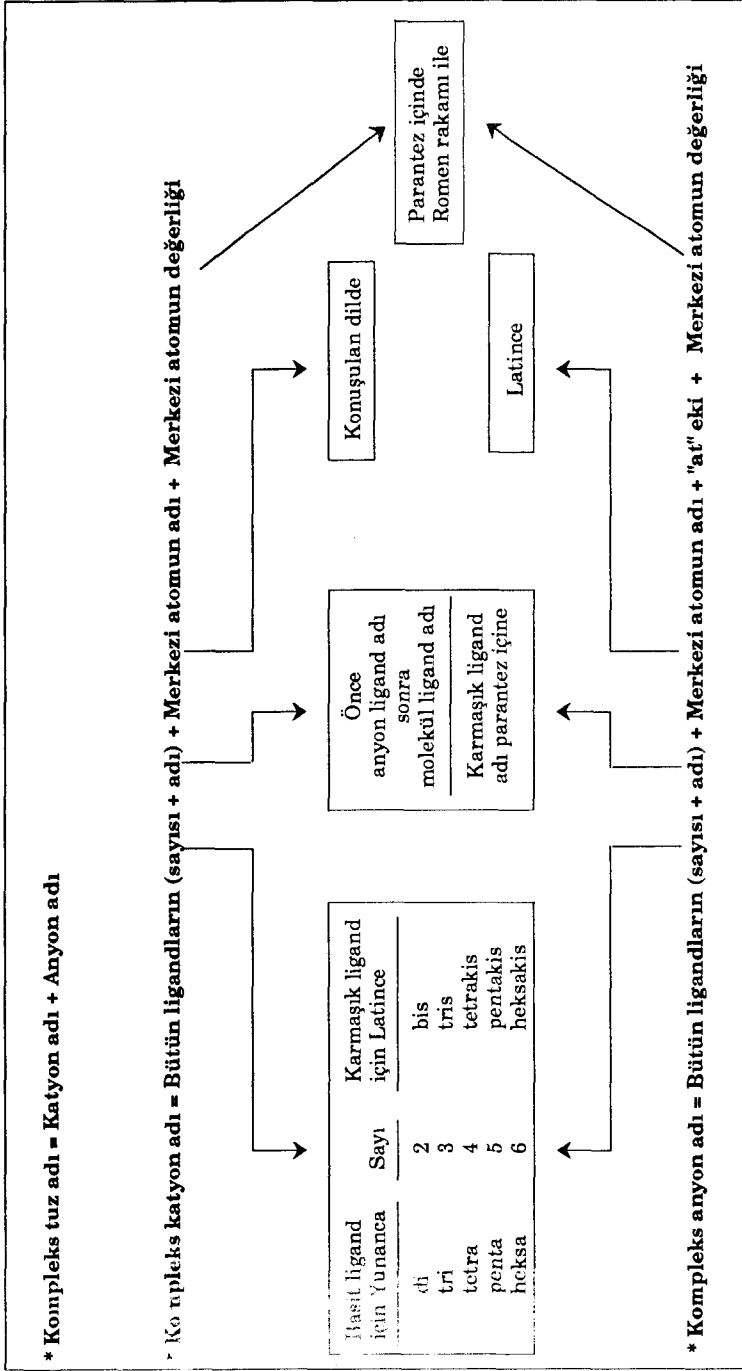 * Kompleks tuz adı = Katyon adı + Anyon adı
* Kompleks katyon adı = Bütün ligandların (sayısı + adı) + Merkezi atomun adı + Merkezi atomun değerliği
Basit ligand
için Yunanca
Sayı
Karmaşık ligand
için Latince
di 2 bis
tri 3 tris
tetra 4 tetrakis
penta 5 pentakis
heksa 6 heksakis
Önce
anyon ligand adı
sonra
molekül ligand adı
Karmaşık ligand
adı parantez içine
Konuşulan dilde
Latince
Parantez içinde
Romen rakamı ile
* Kompleks anyon adı = Bütün ligandların (sayısı + adı) + Merkezi atomun adı + "at" eki + Merkezi atomun değerliği